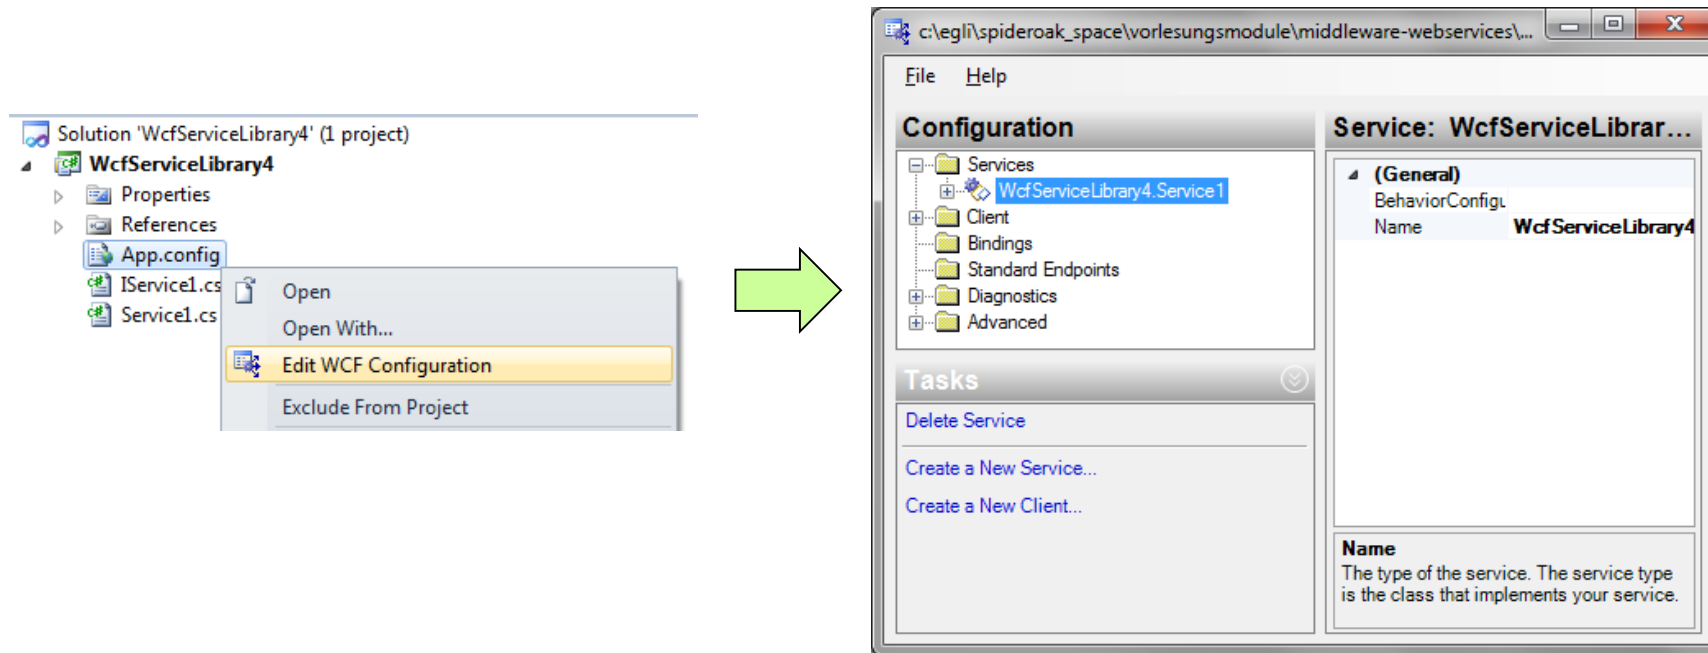 Solution 'WcfServiceLibrary4' (1 project)
WcfServiceLibrary4
Properties
References
App.config
IService1.cs
Service1.cs
Open
Open With...
Edit WCF Configuration
Exclude From Project
c:\egli\spideroak_space\vorlesungsmodule\middleware-webservices\...
File Help
Configuration
Services
WcfServiceLibrary4.Service1
Client
Bindings
Standard Endpoints
Diagnostics
Advanced
Tasks
Delete Service
Create a New Service...
Create a New Client...
Service: WcfServiceLibrar...
(General)
BehaviorConfigu
Name WcfServiceLibrary4
Name
The type of the service. The service type
is the class that implements your service.